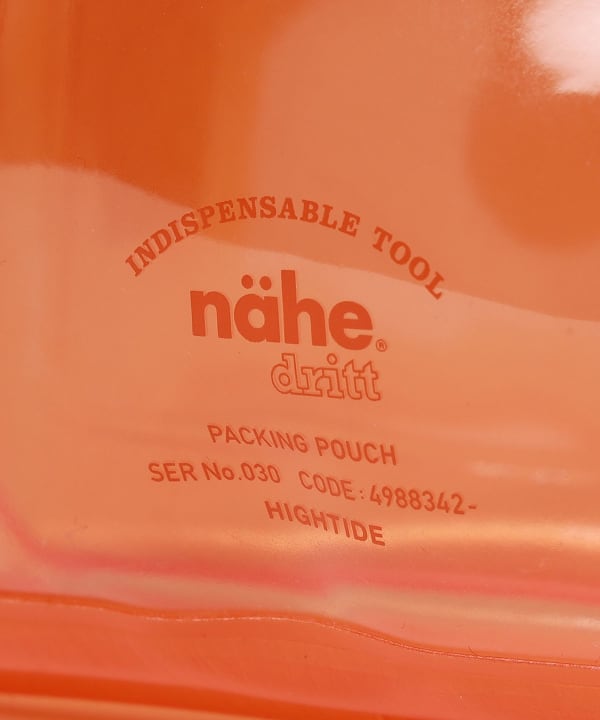 INDISPENSABLE TOOL
nähe®
dritt
PACKING POUCH
SER No.030 CODE : 4988342-
HIGHTIDE